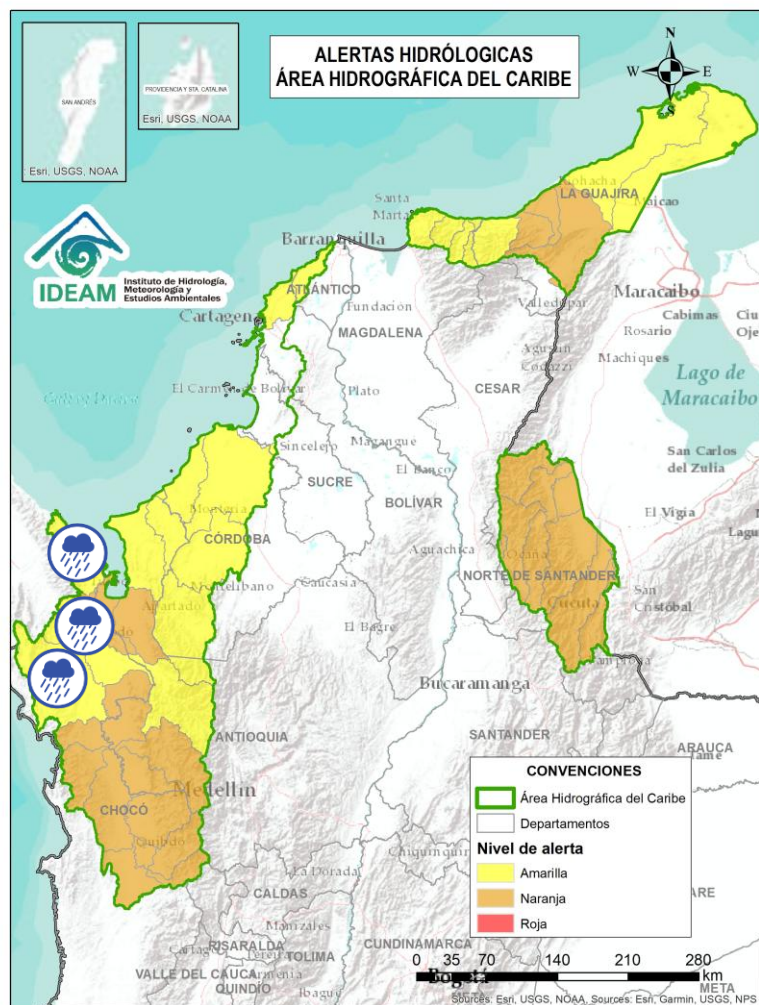 ALERTAS HIDRÓLOGICAS
ÁREA HIDROGRÁFICA DEL CARIBE
SAN ANDRÉS
Esri, USGS, NOAA
PROVIDENCIA Y STA. CATALINA
Esri, USGS, NOAA
N
W
E
S
IDEAM
Instituto de Hidrología,
Meteorología y
Estudios Ambientales
LA GUAJIRA
Maicao
Santa
Marta
Barranquilla
ATLÁNTICO
Cartagena
Fundación
MAGDALENA
Valledupar
Maracaibo
Cabimas
Rosario
Machiques
Agustín
Codazzi
CESAR
Lago de
Maracaibo
El Carmen de Bolívar
Plato
Sincelejo
Magangué
San Carlos
del Zulia
El Banco
SUCRE
BOLÍVAR
Montería
CÓRDOBA
El Vigía
Aguachica
Ocaña
NORTE DE SANTANDER
Montelibano
Caucasia
Apartadó
San
Cristóbal
Cúcuta
El Bagre
Pamplona
Bucaramanga
ANTIOQUIA
SANTANDER
ARAUCA
Medellín
CHOCÓ
Quibdó
La Dorada
CALDAS
Manizales
RISARALDA
Pereira
TOLIMA
CUNDINAMARCA
VALLE DEL CAUCA
Armenia
QUINDÍO
Ibagué
Bogotá
META
META
CONVENCIONES
Área Hidrográfica del Caribe
Departamentos
Nivel de alerta
Amarilla
Naranja
Roja
0 35 70 140 210 280
km
Sources: Esri, USGS, NOAA, Sources: Esri, Garmin, USGS, NPS